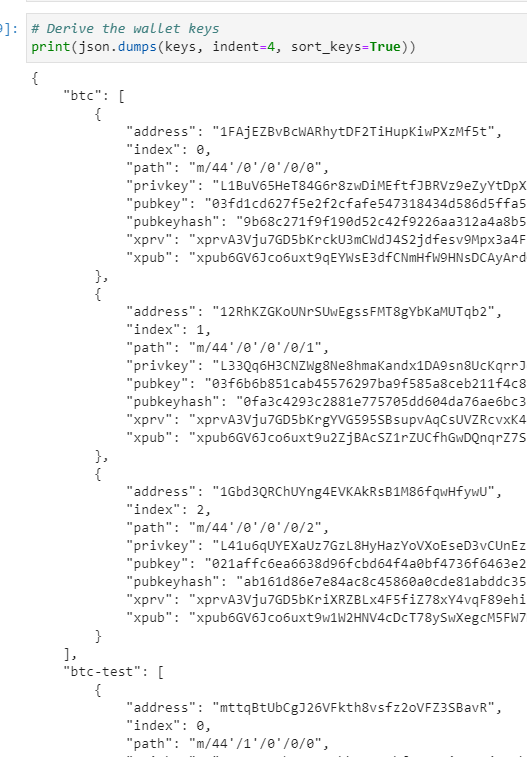 ]:
# Derive the wallet keys
print(json.dumps(keys, indent=4, sort_keys=True))
{
"btc": [
{
"address": "1FAjEZBvBcWARhytDF2TiHupKiwPXzMf5t",
"index": 0,
"path": "m/44'/0'/0'/0/0",
"privkey": "L1BuV65HeT84G6r8zwDiMEftfJBRVz9eZyYtDpX
"pubkey": "03fd1cd627f5e2f2cfafe547318434d586d5ffa5
"pubkeyhash": "9b68c271f9f190d52c42f9226aa312a4a8b5
"xprv": "xprvA3Vju7GD5bKrckU3mCWdJ4S2jdfesv9Mpx3a4F
"xpub": "xpub6GV6Jco6uxt9qEYWsE3dfCNmHfW9HNsDCAyArd
},
{
"address": "12RhKZGKoUNrSUwEgssFMT8gYbKaMUTqb2",
"index": 1,
"path": "m/44'/0'/0'/0/1",
"privkey": "L33Qq6H3CNZWg8Ne8hmaKandx1DA9sn8UcKqrrJ
"pubkey": "03f6b6b851cab45576297ba9f585a8ceb211f4c8
"pubkeyhash": "0fa3c4293c2881e775705dd604da76ae6bc3
"xprv": "xprvA3Vju7GD5bKrgYVG595SBsupvAqCsUVZRcvxK4
"xpub": "xpub6GV6Jco6uxt9u2ZjBAcSZ1rZUCfhGwDQnqrZ7S
},
{
"address": "1Gbd3QRChUYng4EVKAkRsB1M86fqwHfywU",
"index": 2,
"path": "m/44'/0'/0'/0/2",
"privkey": "L41u6qUYEXaUz7GzL8HyHazYoVXoEseD3vCUnEz
"pubkey": "021affc6ea6638d96fcbd64f4a0bf4736f6463e2
"pubkeyhash": "ab161d86e7e84ac8c45860a0cde81abddc35
"xprv": "xprvA3Vju7GD5bKriXRZBLx4F5fiZ78xY4vqF89ehi
"xpub": "xpub6GV6Jco6uxt9w1W2HNV4cDcT78ySwXegcM5FW7
}
],
"btc-test": [
{
"address": "mttqBtUbCgJ26VFkth8vsfz2oVFZ3SBavR",
"index": 0,
"path": "m/44'/1'/0'/0/0",